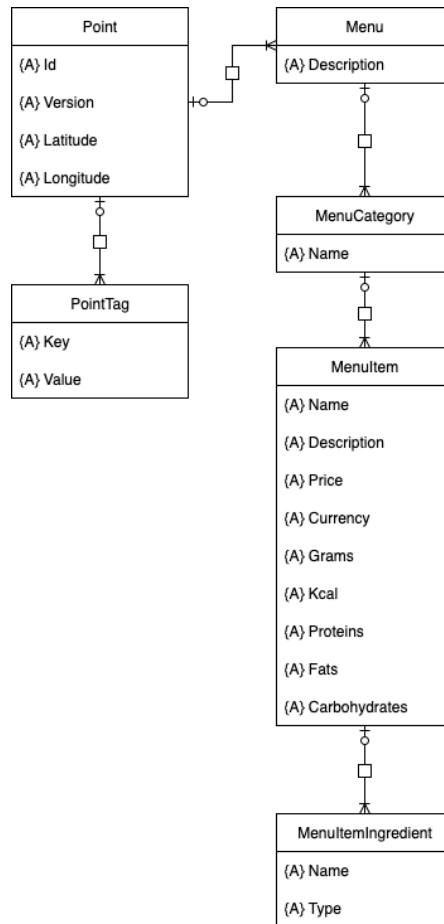 Point
{A} Id
{A} Version
{A} Latitude
{A} Longitude
PointTag
{A} Key
{A} Value
Menu
{A} Description
MenuCategory
{A} Name
MenuItem
{A} Name
{A} Description
{A} Price
{A} Currency
{A} Grams
{A} Kcal
{A} Proteins
{A} Fats
{A} Carbohydrates
MenuItemIngredient
{A} Name
{A} Type